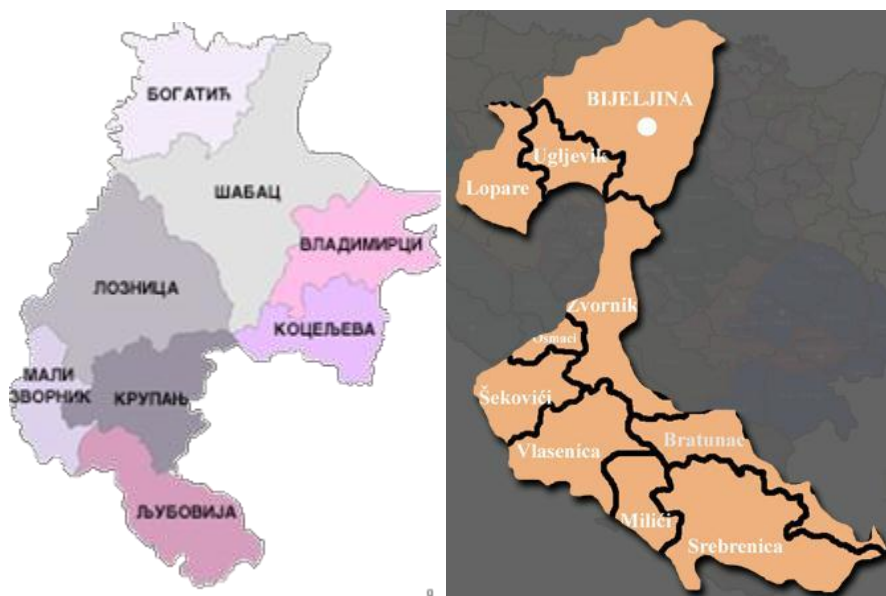 БОГАТИЋ
ШАБАЦ
ВЛАДИМИРЦИ
ЛОЗНИЦА
КОЦЕЉЕВА
МАЛИ
ЗВОРНИК
КРУПАЊ
ЉУБОВИЈА
BIJELJINA
Ugljevik
Lopare
Zvornik
Osmaci
Šekovići
Vlasenica
Bratunac
Milići
Srebrenica